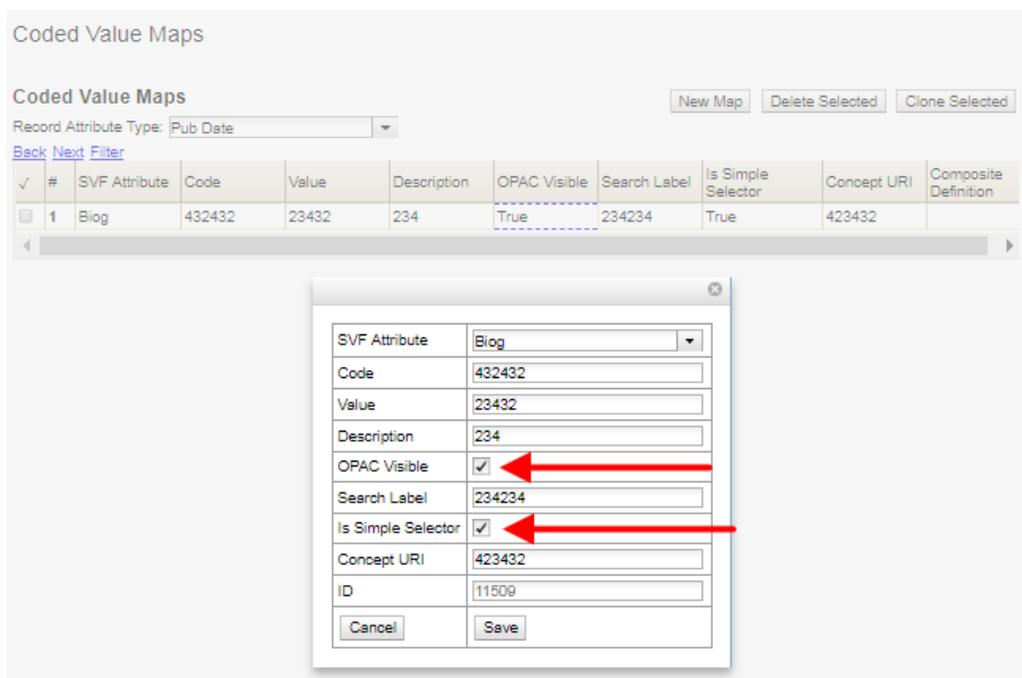 Coded Value Maps
Coded Value Maps New Map Delete Selected Clone Selected
Record Attribute Type: Pub Date
Back Next Filter
✓ # SVF Attribute Code Value Description OPAC Visible Search Label Is Simple Selector Concept URI Composite Definition
1 Biog 432432 23432 234 True 234234 True 423432
SVF Attribute Biog
Code 432432
Value 23432
Description 234
OPAC Visible ✓
Search Label 234234
Is Simple Selector ✓
Concept URI 423432
ID 11509
Cancel Save